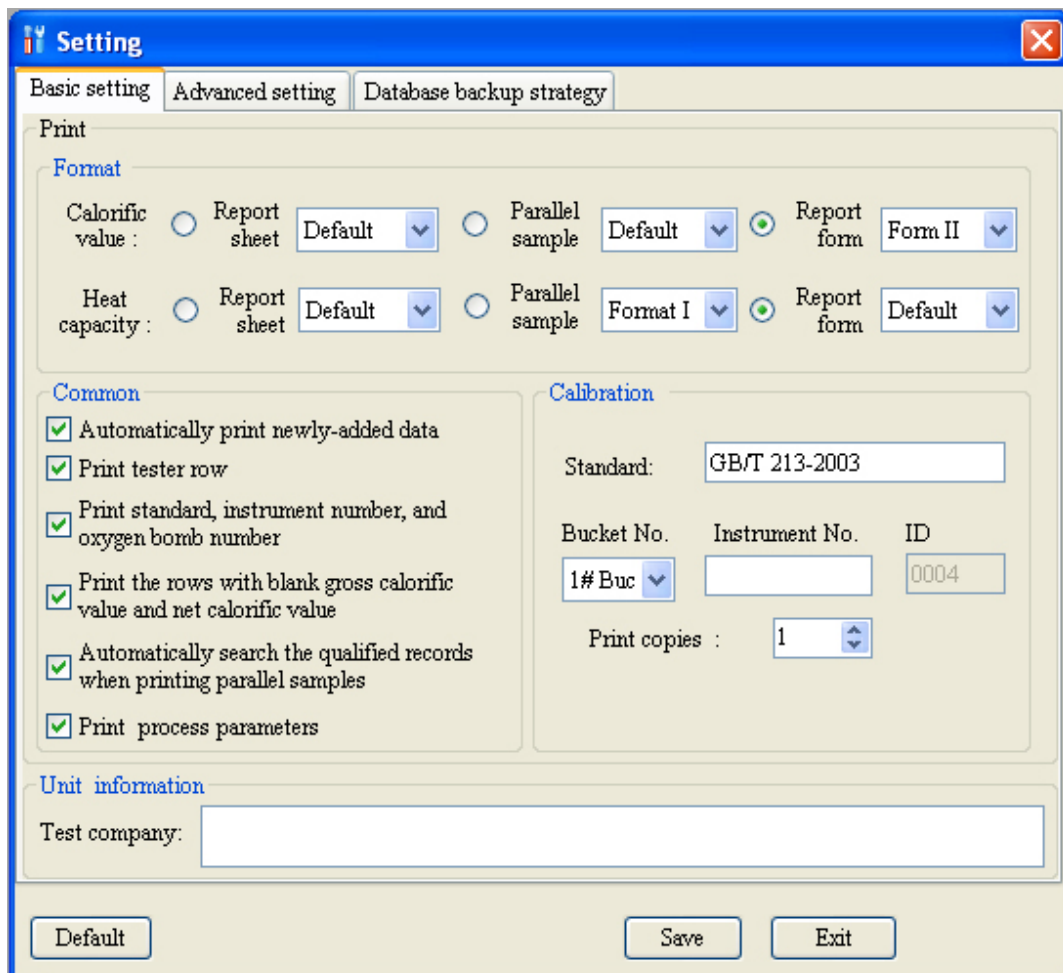 Setting
Basic setting Advanced setting Database backup strategy
Print
Format
Calorific value : Report sheet Default Parallel sample Default Report form Form II
Heat capacity : Report sheet Default Parallel sample Format I Report form Default
Common
Automatically print newly-added data
Print tester row
Print standard, instrument number, and
oxygen bomb number
Print the rows with blank gross calorific
value and net calorific value
Automatically search the qualified records
when printing parallel samples
Print process parameters
Calibration
Standard: GB/T 213-2003
Bucket No. Instrument No. ID
1# Buc 0004
Print copies : 1
Unit information
Test company:
Default Save Exit